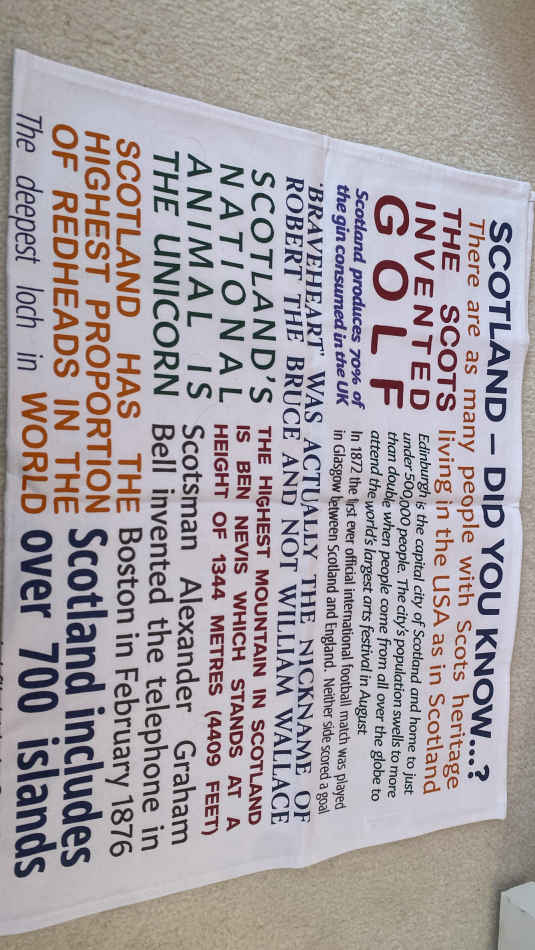 SCOTLAND – DID YOU KNOW...?
There are as many people with Scots heritage
living in the USA as in Scotland
THE SCOTS
INVENTED
GOLF
Edinburgh is the capital city of Scotland and home to just
under 500,000 people. The city's population swells to more
than double when people come from all over the globe to
attend the world's largest arts festival in August
Scotland produces 70% of
the gin consumed in the UK
In 1872 the first ever official international football match was played
in Glasgow between Scotland and England. Neither side scored a goal
'BRAVEHEART' WAS ACTUALLY THE NICKNAME OF
ROBERT THE BRUCE AND NOT WILLIAM WALLACE
SCOTLAND'S
NATIONAL
ANIMAL IS
THE UNICORN
THE HIGHEST MOUNTAIN IN SCOTLAND
IS BEN NEVIS WHICH STANDS AT A
HEIGHT OF 1344 METRES (4409 FEET)
Scotsman Alexander Graham
Bell invented the telephone in
Boston in February 1876
SCOTLAND HAS THE
HIGHEST PROPORTION
OF REDHEADS IN THE
WORLD
Scotland includes
over 700 islands
The deepest loch in